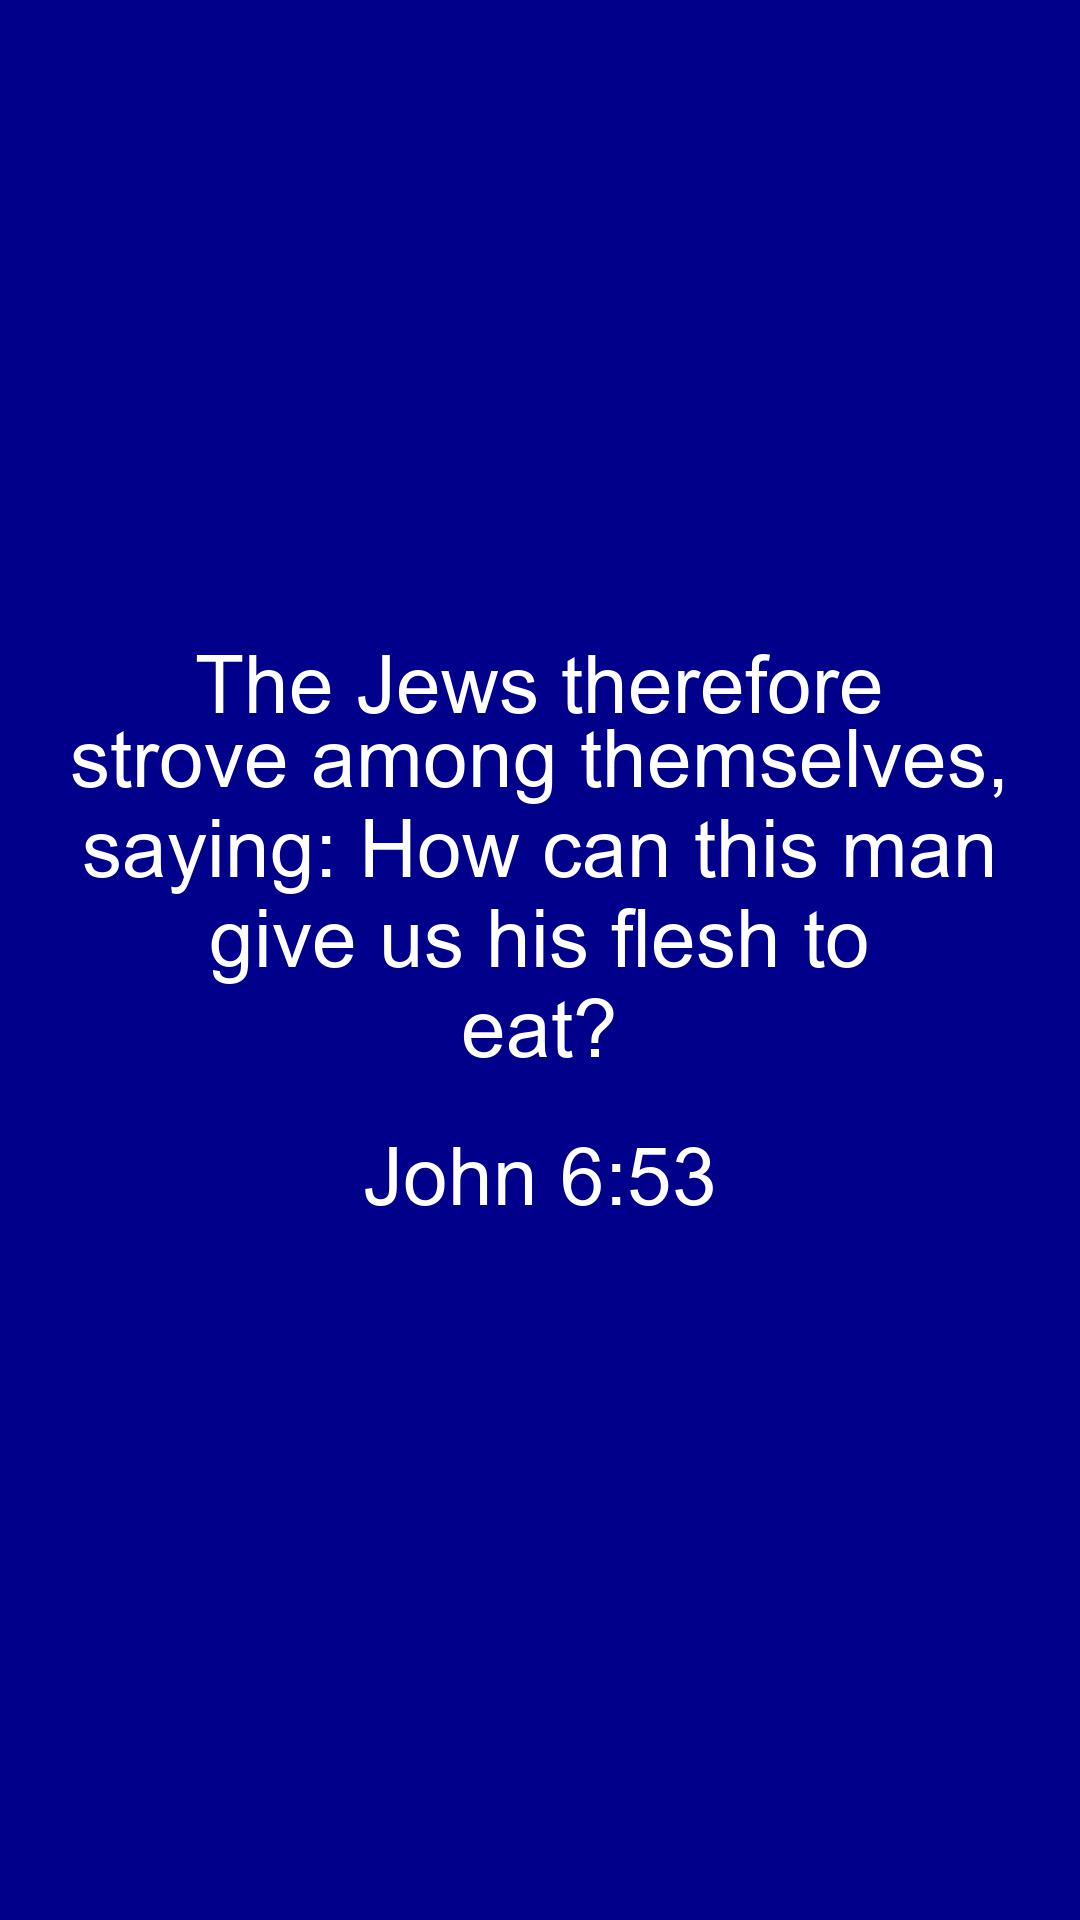 The Jews therefore
strove among themselves,
saying: How can this man
give us his flesh to
eat?
John 6:53